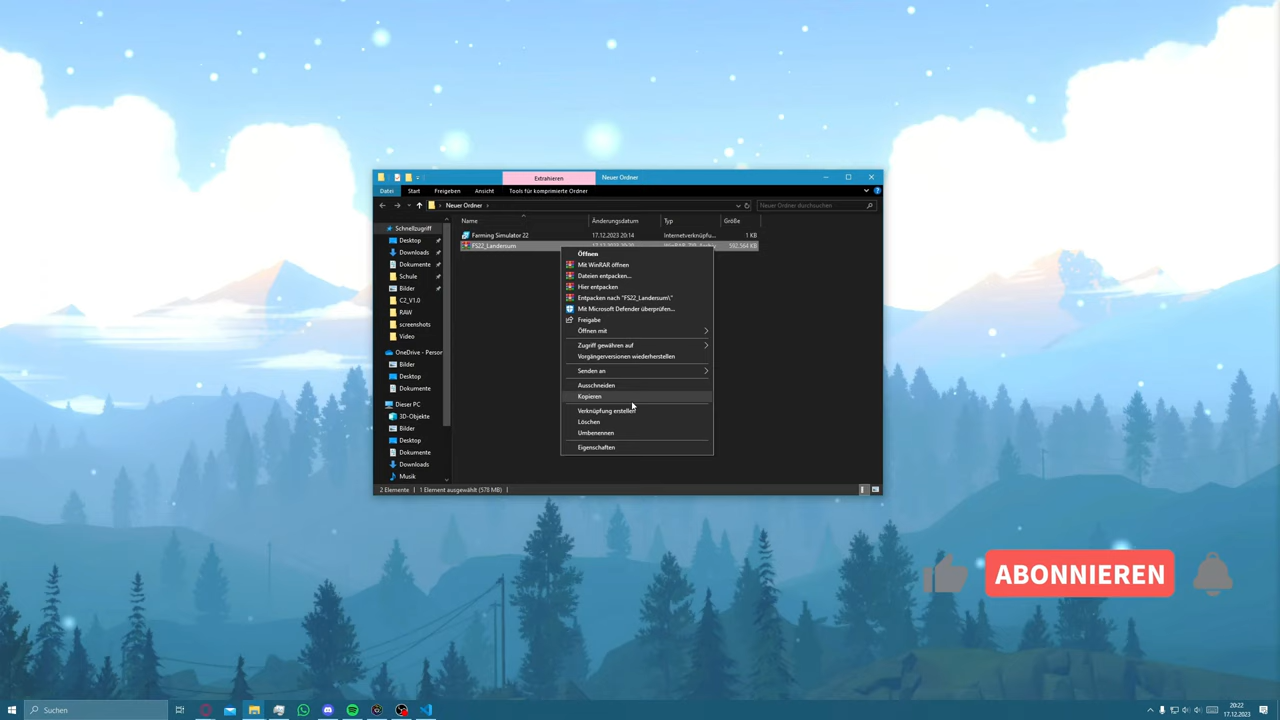 Extrahieren
Neuer Ordner
Datei
Start
Freigeben
Ansicht
Tools für komprimierte Ordner
Neuer Ordner
Neuer Ordner durchsuchen
Schnellzugriff
Desktop
Downloads
Dokumente
Schule
Bilder
C2_V1.0
RAW
screenshots
Video
OneDrive - Person
Bilder
Desktop
Dokumente
Dieser PC
3D-Objekte
Bilder
Desktop
Dokumente
Downloads
Musik
Name Änderungsdatum Typ Größe
Farming Simulator 22 17.12.2023 20:14 Internetverknüpfu... 1 KB
FS22_Landersum 592.564 KB
Öffnen
Mit WinRAR öffnen
Dateien entpacken...
Hier entpacken
Entpacken nach "FS22_Landersum\"
Mit Microsoft Defender überprüfen...
Freigabe
Öffnen mit
Zugriff gewähren auf
Vorgängerversionen wiederherstellen
Senden an
Ausschneiden
Kopieren
Verknüpfung erstellen
Löschen
Umbenennen
Eigenschaften
2 Elemente 1 Element ausgewählt (578 MB)
ABONNIEREN
Suchen
20:22
17.12.2023